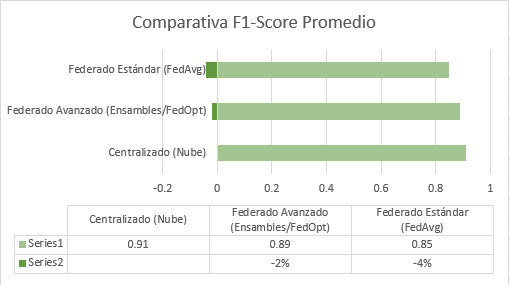 Comparativa F1-Score Promedio
Federado Estándar (FedAvg)
Federado Avanzado (Ensambles/FedOpt)
Centralizado (Nube)
-0.2 0 0.2 0.4 0.6 0.8 1
Centralizado (Nube) Federado Avanzado (Ensambles/FedOpt) Federado Estándar (FedAvg)
Series1 0.91 0.89 0.85
Series2 -2% -4%